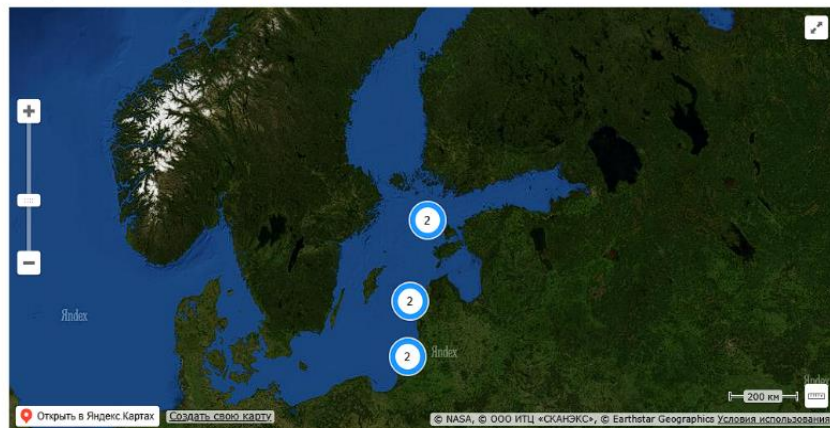 2
2
2
Яndex
Яndex
200 км
Открыть в Яндекс.Картах
Создать свою карту
© NASA, © ООО ИТЦ «СКАНЭКС», © Earthstar Geographics Условия использования